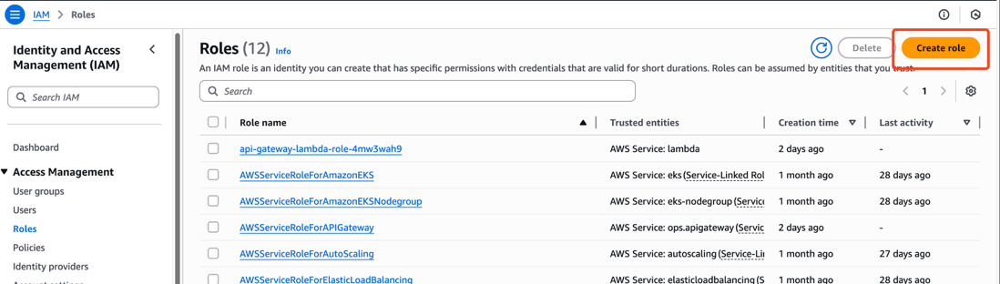 IAM > Roles
Identity and Access
Management (IAM)
Search IAM
Dashboard
Access Management
User groups
Users
Roles
Policies
Identity providers
Account settings
Roles (12) Info
Delete
Create role
An IAM role is an identity you can create that has specific permissions with credentials that are valid for short durations. Roles can be assumed by entities that you trust.
Search
1
Role name Trusted entities Creation time Last activity
api-gateway-lambda-role-4mw3wah9 AWS Service: lambda 2 days ago -
AWSServiceRoleForAmazonEKS AWS Service: eks (Service-Linked Rol 1 month ago 28 days ago
AWSServiceRoleForAmazonEKSNodegroup AWS Service: eks-nodegroup (Service 1 month ago 28 days ago
AWSServiceRoleForAPIGateway AWS Service: ops.apigateway (Servic 2 days ago -
AWSServiceRoleForAutoScaling AWS Service: autoscaling (Service-Li 1 month ago 27 days ago
AWSServiceRoleForElasticLoadBalancing AWS Service: elasticloadbalancing (S 1 month ago 28 days ago